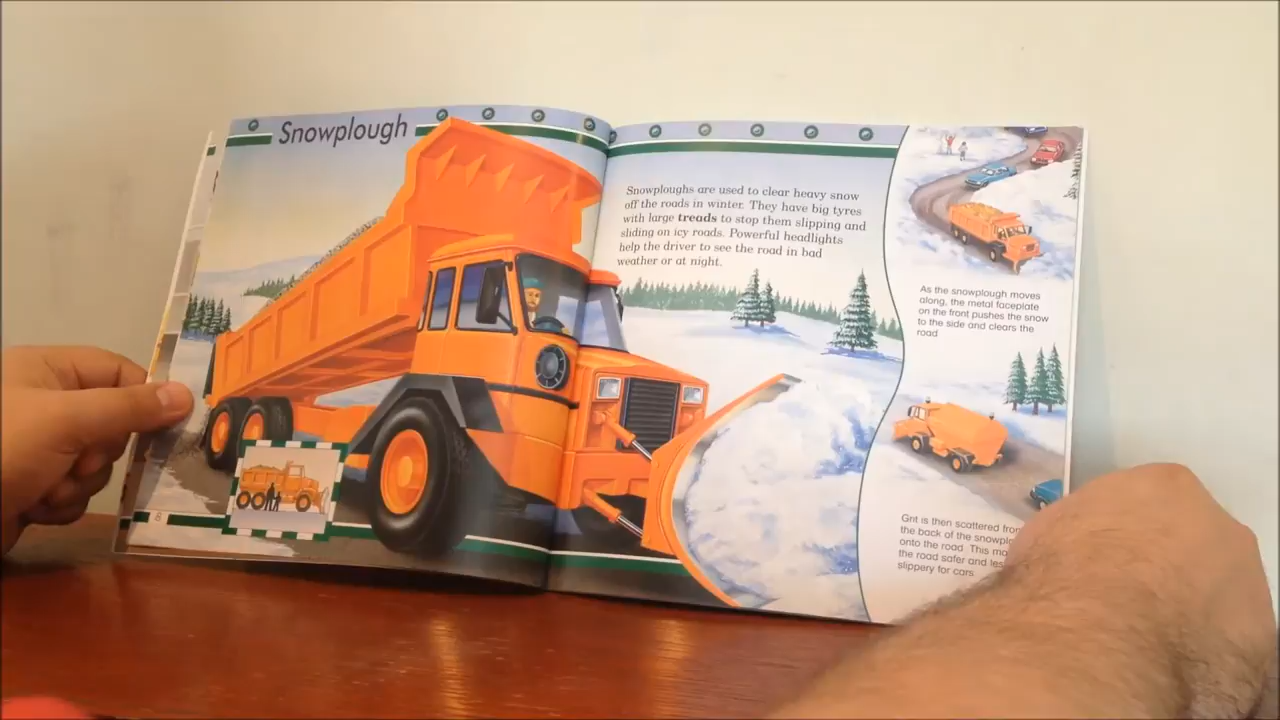 Snowplough
Snowploughs are used to clear heavy snow
off the roads in winter. They have big tyres
with large treads to stop them slipping and
sliding on icy roads. Powerful headlights
help the driver to see the road in bad
weather or at night.
As the snowplough moves
along, the metal faceplate
on the front pushes the snow
to the side and clears the
road
Grit is then scattered from
the back of the snowplo
onto the road. This ma
the road safer and les
slippery for cars
8